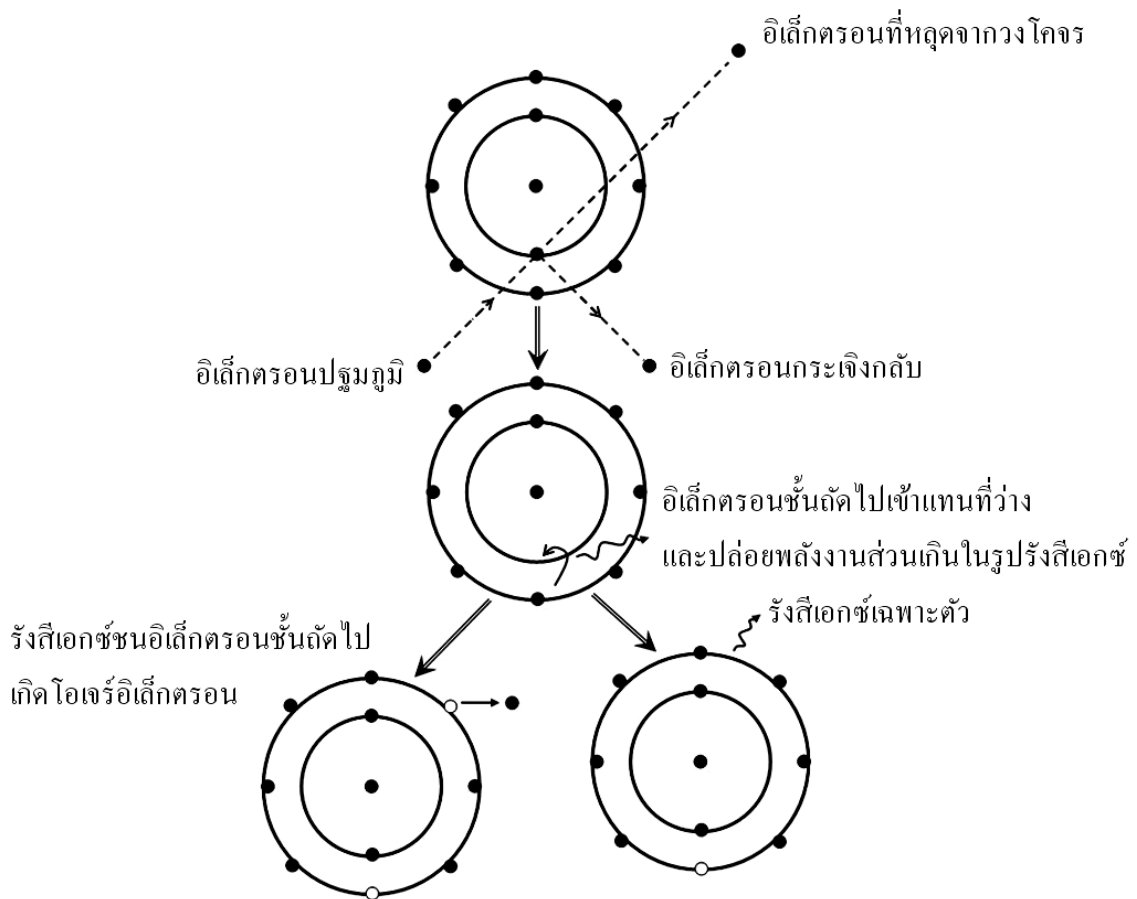 อิเล็กตรอนที่หลุดจากวงโคจร
อิเล็กตรอนปฐมภูมิ
อิเล็กตรอนกระเจิงกลับ
อิเล็กตรอนชั้นถัดไปเข้าแทนที่ว่าง
และปล่อยพลังงานส่วนเกินในรูปรังสีเอกซ์
รังสีเอกซ์เฉพาะตัว
รังสีเอกซ์ชนอิเล็กตรอนชั้นถัดไป
เกิดโอเจร์อิเล็กตรอน